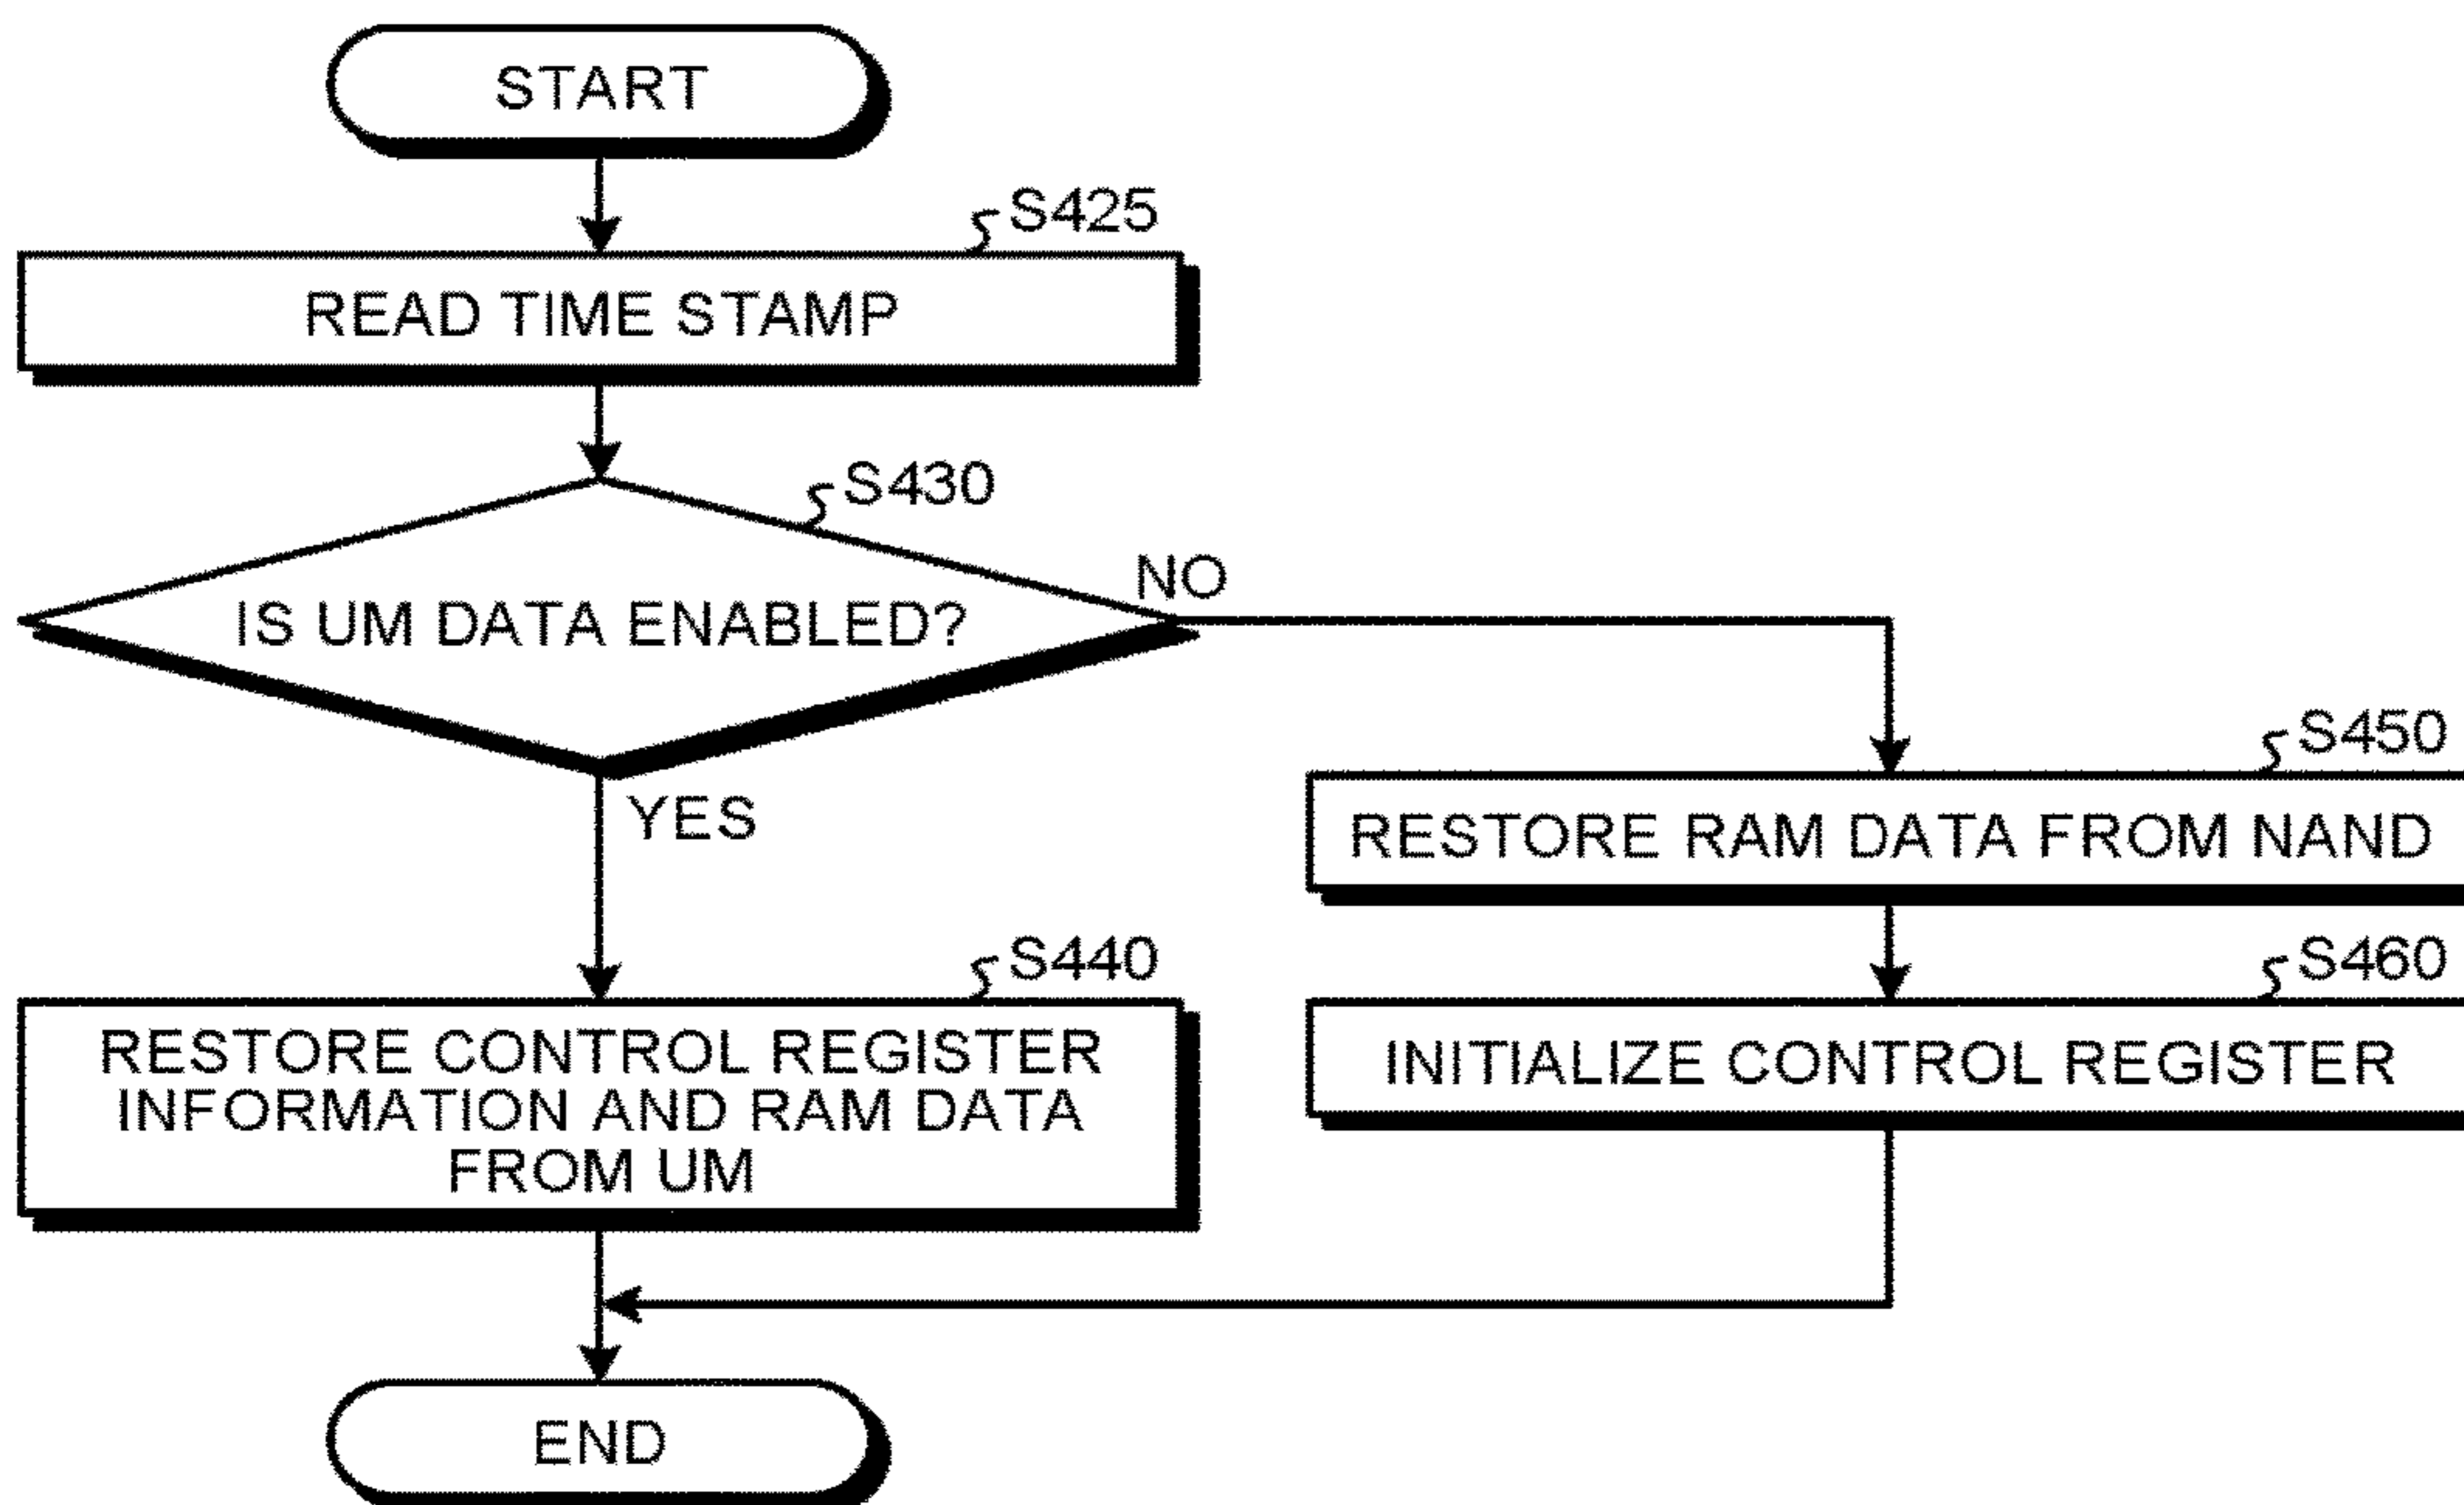 START
S425
READ TIME STAMP
S430
IS UM DATA ENABLED?
NO
YES
S450
RESTORE RAM DATA FROM NAND
S440
RESTORE CONTROL REGISTER
INFORMATION AND RAM DATA
FROM UM
S460
INITIALIZE CONTROL REGISTER
END